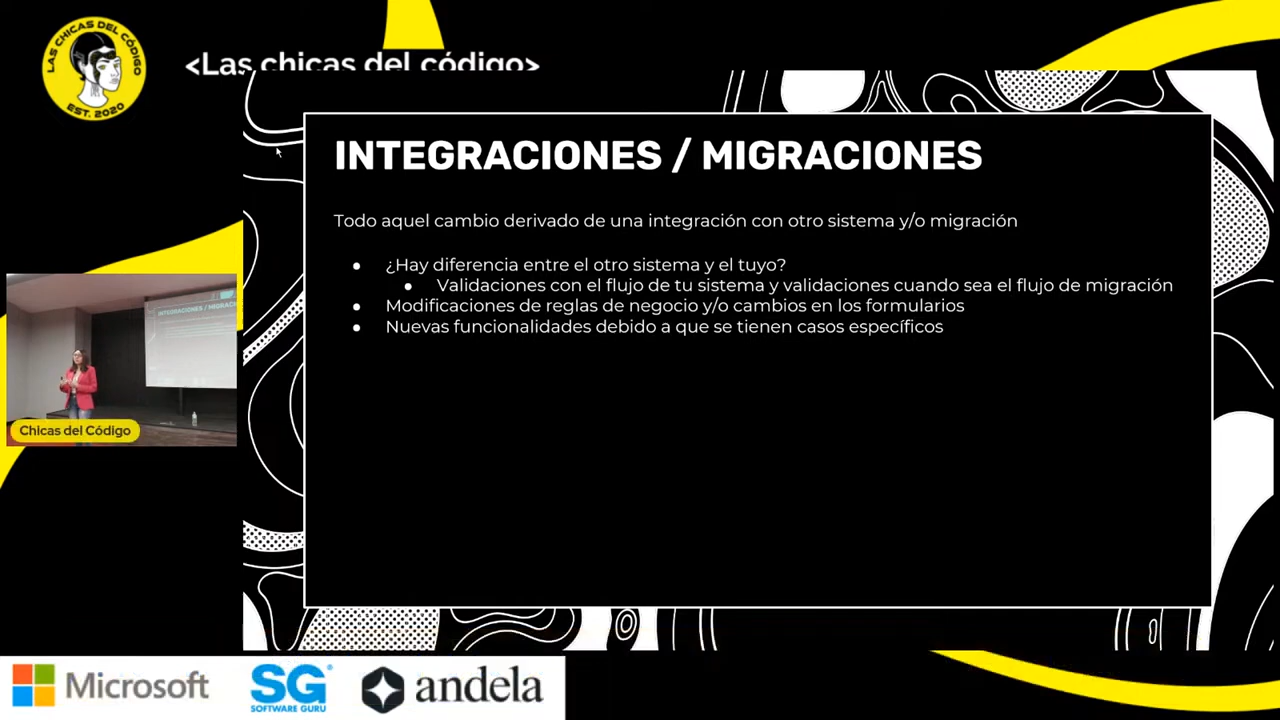 LAS CHICAS DEL CÓDIGO
EST. 2020
<Las chicas del código>
INTEGRACIONES / MIGRACIONES
Todo aquel cambio derivado de una integración con otro sistema y/o migración
● ¿Hay diferencia entre el otro sistema y el tuyo?
● Validaciones con el flujo de tu sistema y validaciones cuando sea el flujo de migración
● Modificaciones de reglas de negocio y/o cambios en los formularios
● Nuevas funcionalidades debido a que se tienen casos específicos
INTEGRACIONES / MIGRACI
Chicas del Código
Microsoft
SG
SOFTWARE GURU
andela